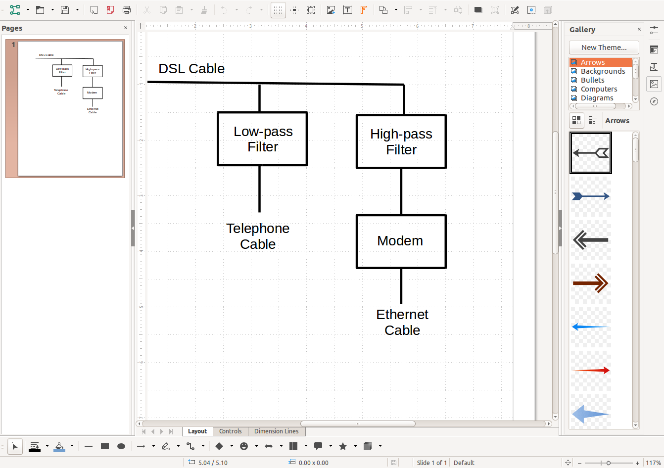 Pages
1
DSL Cable
Low-pass
Filter
High-pass
Filter
Telephone
Cable
Modem
Ethernet
Cable
Gallery
New Theme...
Arrows
Backgrounds
Bullets
Computers
Diagrams
Arrows
Layout
Controls
Dimension Lines
5.04 / 5.10
0.00 x 0.00
Slide 1 of 1
Default
117%